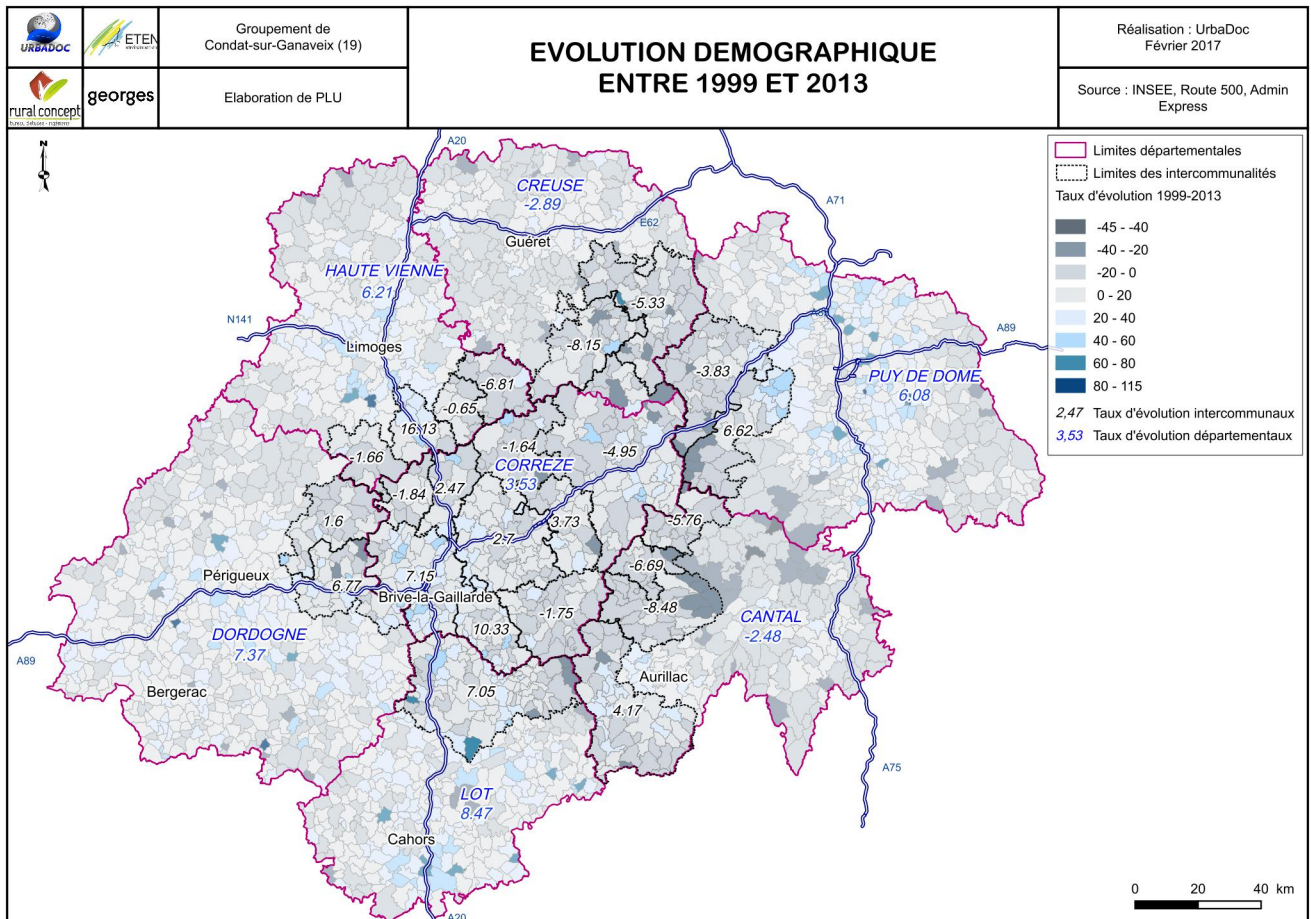 URBADOC
ETEN
environnement
Groupement de
Condat-sur-Ganaveix (19)
EVOLUTION DEMOGRAPHIQUE
ENTRE 1999 ET 2013
Réalisation : UrbaDoc
Février 2017
rural concept
georges
Elaboration de PLU
Source : INSEE, Route 500, Admin
Express
N
Limites départementales
Limites des intercommunalités
Taux d'évolution 1999-2013
-45 - -40
-40 - -20
-20 - 0
0 - 20
20 - 40
40 - 60
60 - 80
80 - 115
2,47 Taux d'évolution intercommunaux
3,53 Taux d'évolution départementaux
A20
CREUSE
-2.89
A71
E62
Guéret
HAUTE VIENNE
6.21
-5.33
N141
A89
Limoges
-8.15
-3.83
PUY DE DOME
6.08
-6.81
-0.65
16.13
6.62
-1.64
CORREZE
3.53
-4.95
-1.66
-1.84
2.47
1.6
3.73
2.7
-5.76
-6.69
Périgueux
6.77
7.15
Brive-la-Gaillarde
-1.75
-8.48
CANTAL
-2.48
DORDOGNE
7.37
10.33
A89
Bergerac
7.05
Aurillac
4.17
A75
LOT
8.47
Cahors
A20
0 20 40 km